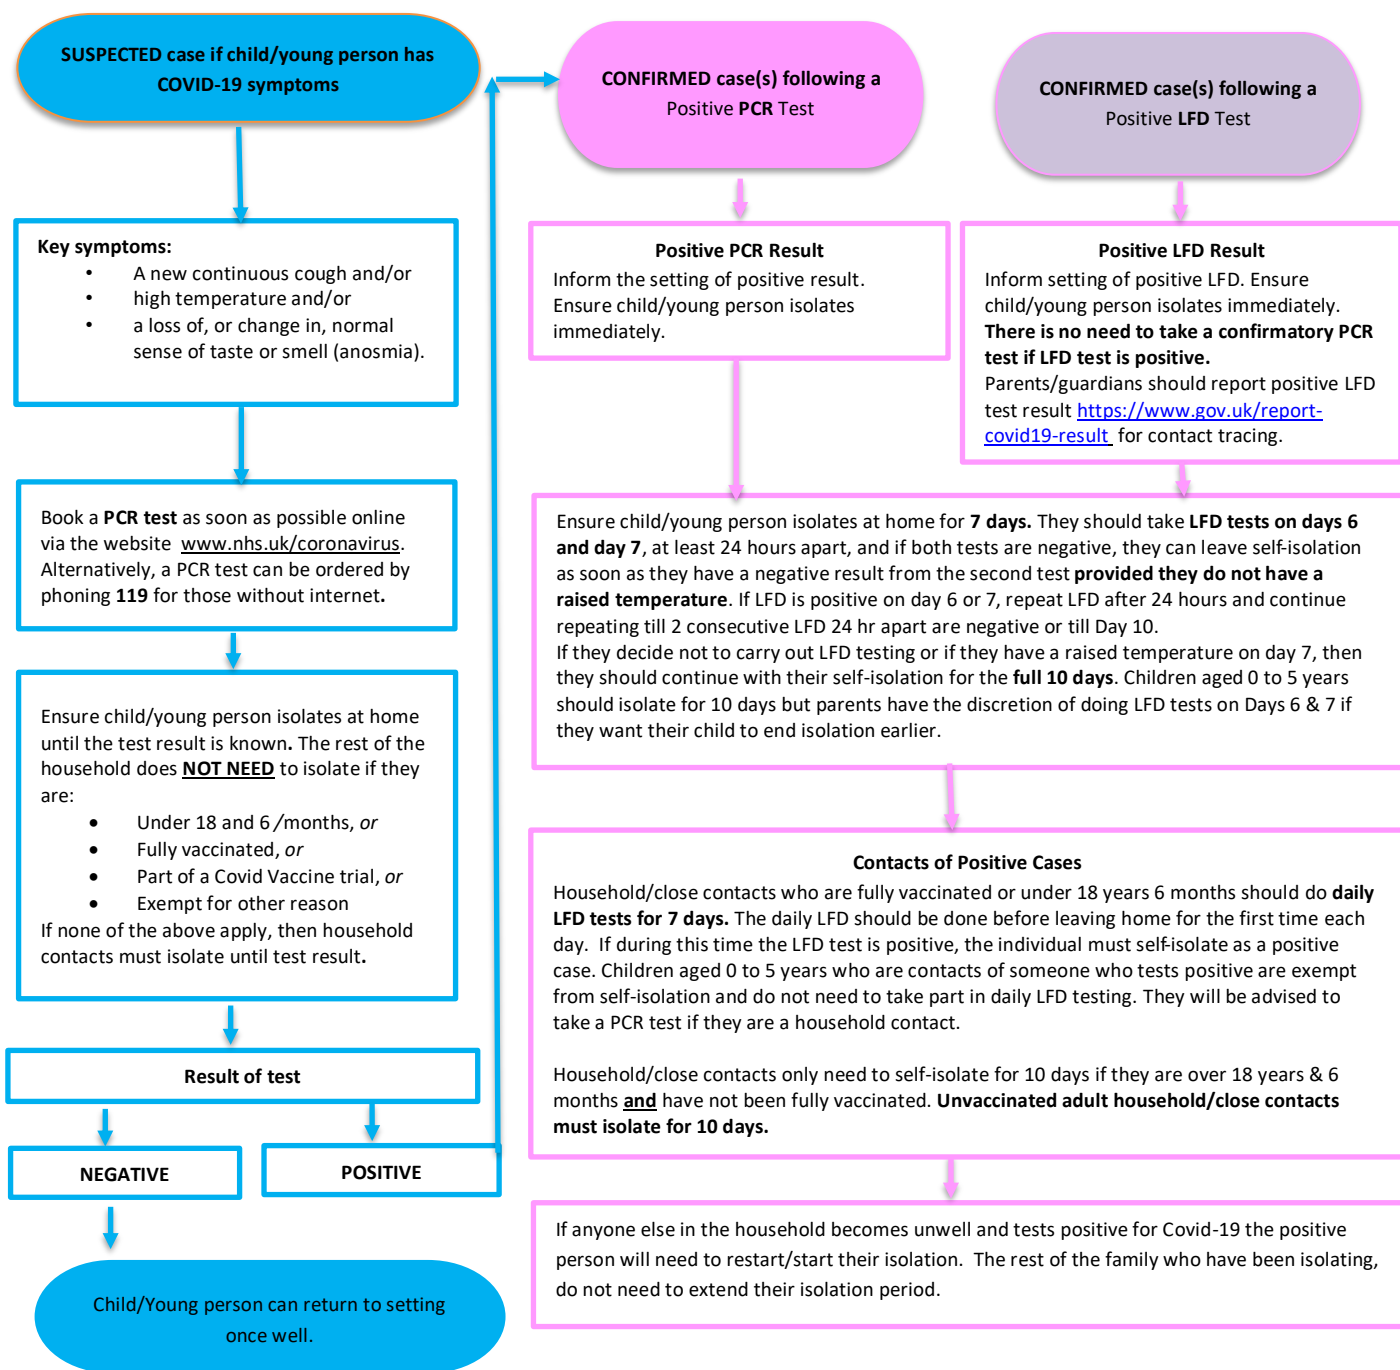 SUSPECTED case if child/young person has
COVID-19 symptoms
Key symptoms:
• A new continuous cough and/or
• high temperature and/or
• a loss of, or change in, normal
sense of taste or smell (anosmia).
Book a PCR test as soon as possible online
via the website www.nhs.uk/coronavirus.
Alternatively, a PCR test can be ordered by
phoning 119 for those without internet.
Ensure child/young person isolates at home
until the test result is known. The rest of the
household does NOT NEED to isolate if they
are:
• Under 18 and 6 /months, or
• Fully vaccinated, or
• Part of a Covid Vaccine trial, or
• Exempt for other reason
If none of the above apply, then household
contacts must isolate until test result.
Result of test
NEGATIVE
POSITIVE
Child/Young person can return to setting
once well.
CONFIRMED case(s) following a
Positive PCR Test
Positive PCR Result
Inform the setting of positive result.
Ensure child/young person isolates
immediately.
CONFIRMED case(s) following a
Positive LFD Test
Positive LFD Result
Inform setting of positive LFD. Ensure
child/young person isolates immediately.
There is no need to take a confirmatory PCR
test if LFD test is positive.
Parents/guardians should report positive LFD
test result https://www.gov.uk/report-
covid19-result for contact tracing.
Ensure child/young person isolates at home for 7 days. They should take LFD tests on days 6
and day 7, at least 24 hours apart, and if both tests are negative, they can leave self-isolation
as soon as they have a negative result from the second test provided they do not have a
raised temperature. If LFD is positive on day 6 or 7, repeat LFD after 24 hours and continue
repeating till 2 consecutive LFD 24 hr apart are negative or till Day 10.
If they decide not to carry out LFD testing or if they have a raised temperature on day 7, then
they should continue with their self-isolation for the full 10 days. Children aged 0 to 5 years
should isolate for 10 days but parents have the discretion of doing LFD tests on Days 6 & 7 if
they want their child to end isolation earlier.
Contacts of Positive Cases
Household/close contacts who are fully vaccinated or under 18 years 6 months should do daily
LFD tests for 7 days. The daily LFD should be done before leaving home for the first time each
day. If during this time the LFD test is positive, the individual must self-isolate as a positive
case. Children aged 0 to 5 years who are contacts of someone who tests positive are exempt
from self-isolation and do not need to take part in daily LFD testing. They will be advised to
take a PCR test if they are a household contact.
Household/close contacts only need to self-isolate for 10 days if they are over 18 years & 6
months and have not been fully vaccinated. Unvaccinated adult household/close contacts
must isolate for 10 days.
If anyone else in the household becomes unwell and tests positive for Covid-19 the positive
person will need to restart/start their isolation. The rest of the family who have been isolating,
do not need to extend their isolation period.